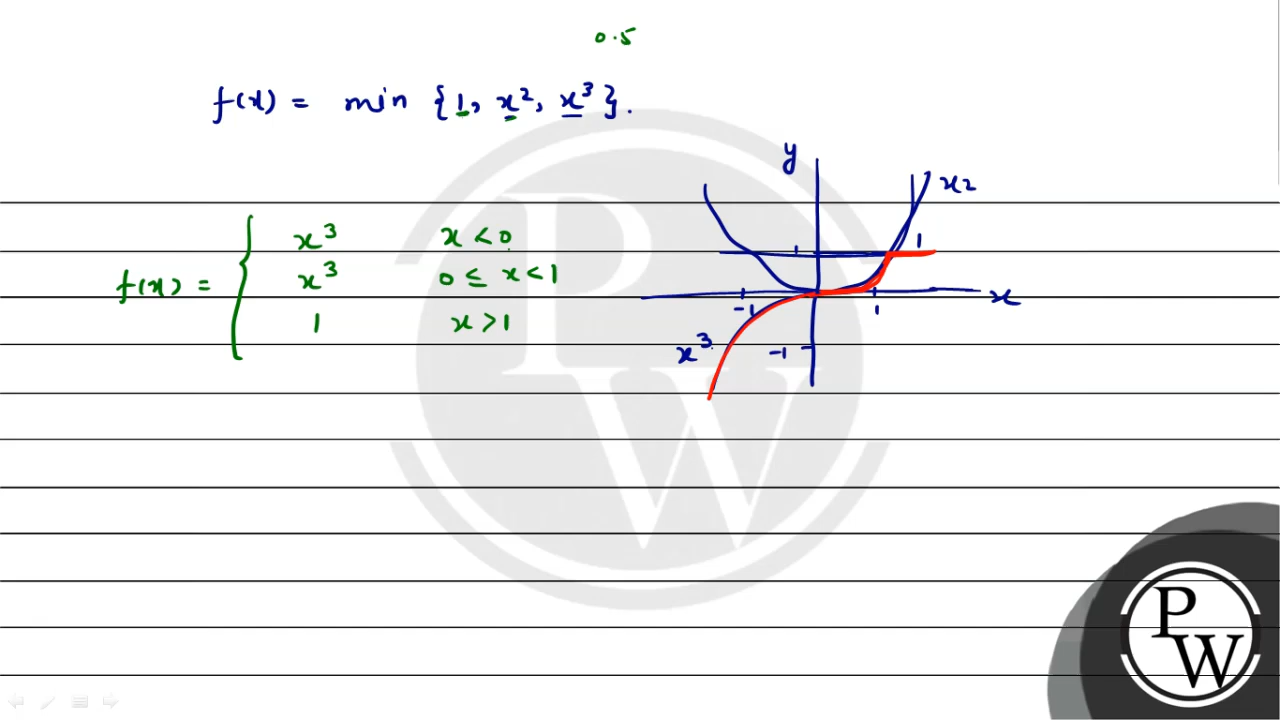 0.5
f(x) = min {1, x², x³}.
y
x2
1
1
x³ x < 0
f(x) = { x³ 0 ≤ x < 1
1 x > 1
-1
1
x
x³
-1
P
W
P
W